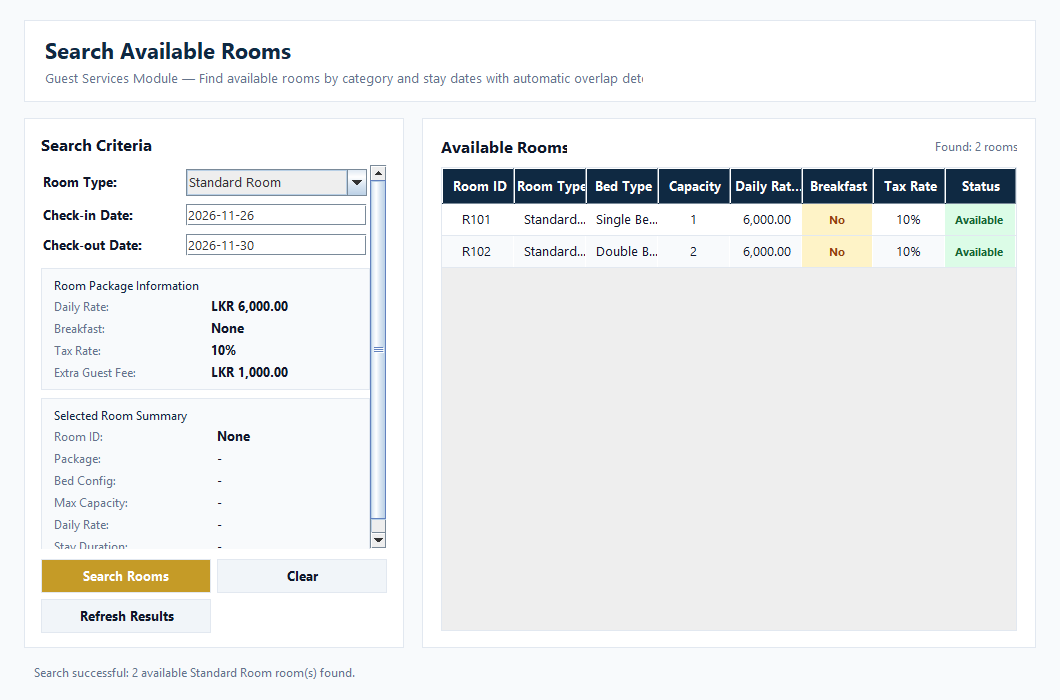 Search Available Rooms
Guest Services Module — Find available rooms by category and stay dates with automatic overlap det
Search Criteria
Room Type: Standard Room
Check-in Date: 2026-11-26
Check-out Date: 2026-11-30
Room Package Information
Daily Rate: LKR 6,000.00
Breakfast: None
Tax Rate: 10%
Extra Guest Fee: LKR 1,000.00
Selected Room Summary
Room ID: None
Package: -
Bed Config: -
Max Capacity: -
Daily Rate: -
Stay Duration: -
Search Rooms Clear
Refresh Results
Available Rooms Found: 2 rooms
Room ID Room Type Bed Type Capacity Daily Rat... Breakfast Tax Rate Status
R101 Standard... Single Be... 1 6,000.00 No 10% Available
R102 Standard... Double B... 2 6,000.00 No 10% Available
Search successful: 2 available Standard Room room(s) found.